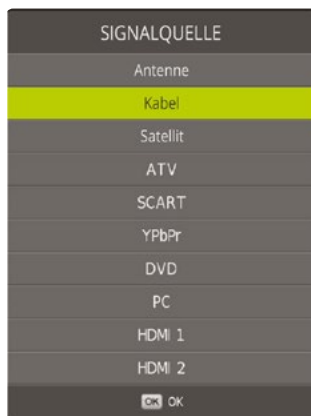 SIGNALQUELLE
Antenne
Kabel
Satellit
ATV
SCART
YPbPr
DVD
PC
HDMI 1
HDMI 2
OK OK